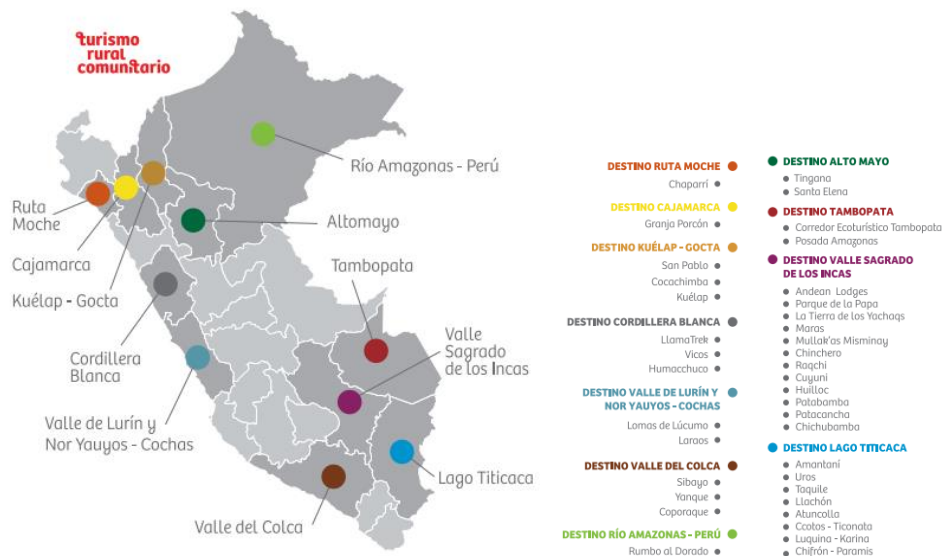 turismo
rural
comunitario
Río Amazonas - Perú
Ruta
Moche
Altomayo
Cajamarca
Tambopata
Kuélap - Gocta
Valle
Sagrado
de los Incas
Cordillera
Blanca
Valle de Lurín y
Nor Yauyos - Cochas
Lago Titicaca
Valle del Colca
DESTINO RUTA MOCHE
Chaparrí
DESTINO CAJAMARCA
Granja Porcón
DESTINO KUÉLAP - GOCTA
San Pablo
Cocachimba
Kuélap
DESTINO CORDILLERA BLANCA
LlamaTrek
Vicos
Humacchuco
DESTINO VALLE DE LURÍN Y
NOR YAUYOS - COCHAS
Lomas de Lúcumo
Laraos
DESTINO VALLE DEL COLCA
Sibayo
Yanque
Coporaque
DESTINO RÍO AMAZONAS - PERÚ
Rumbo al Dorado
DESTINO ALTO MAYO
Tingana
Santa Elena
DESTINO TAMBOPATA
Corredor Ecoturístico Tambopata
Posada Amazonas
DESTINO VALLE SAGRADO
DE LOS INCAS
Andean Lodges
Parque de la Papa
La Tierra de los Yachaqs
Maras
Mullak'as Misminay
Chinchero
Raqchi
Cuyuni
Huilloc
Patabamba
Patacancha
Chichubamba
DESTINO LAGO TITICACA
Amantaní
Uros
Taquile
Llachón
Atuncolla
Ccotos - Ticonata
Luquina - Karina
Chifrón - Paramis